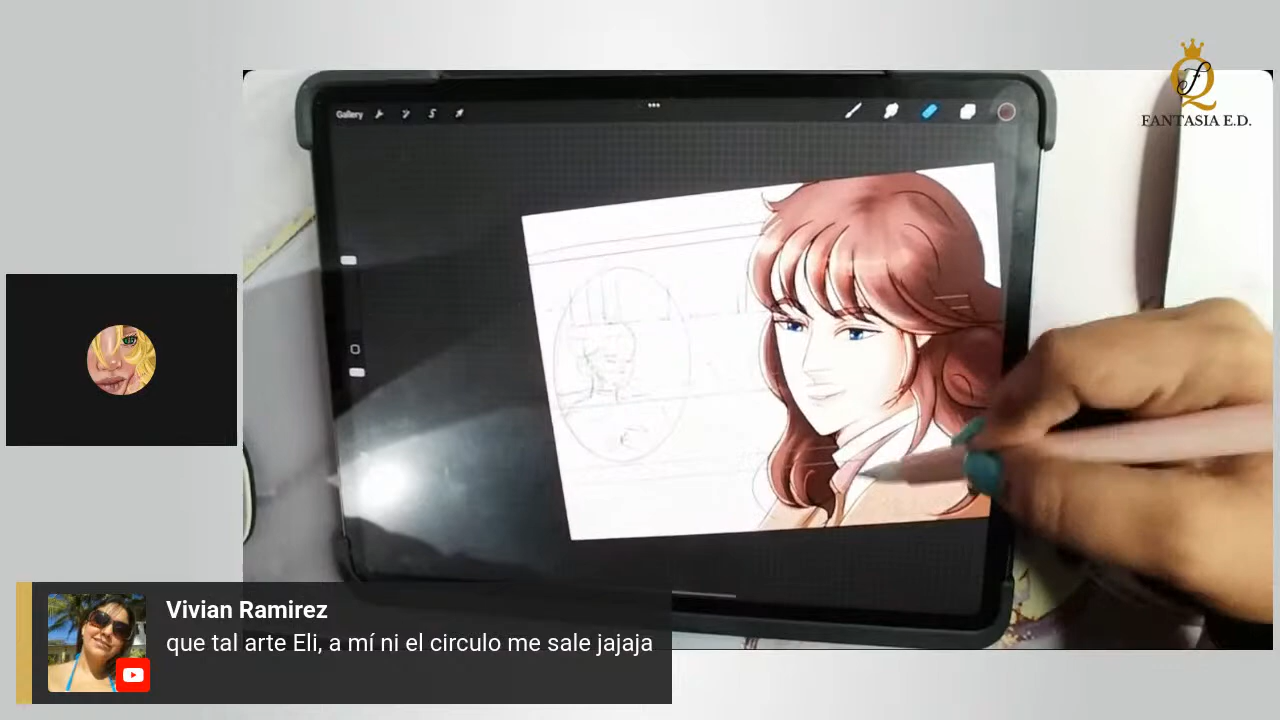 FANTASIA E.D.
Gallery
Vivian Ramirez
que tal arte Eli, a mí ni el circulo me sale jajaja